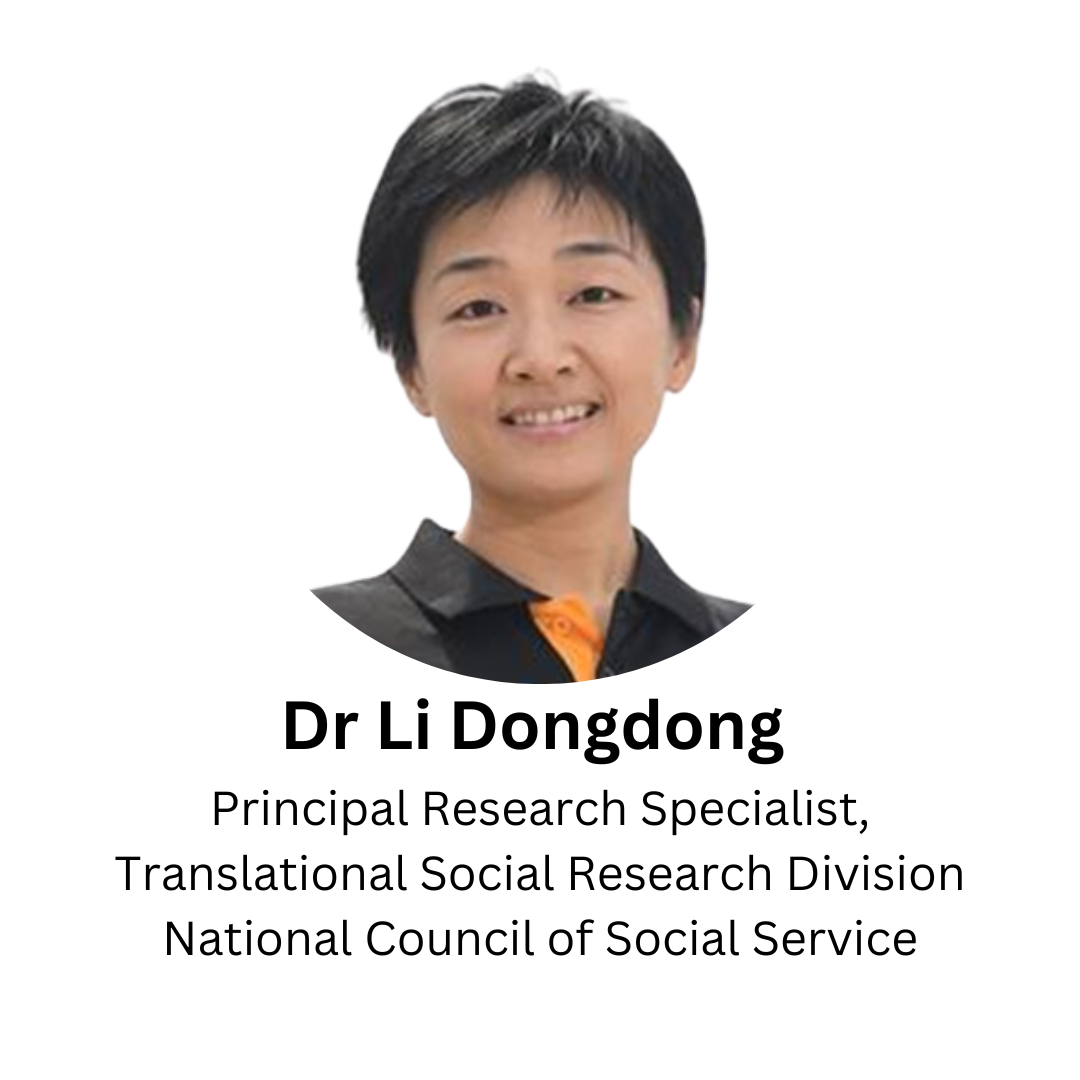 Dr Li Dongdong
Principal Research Specialist,
Translational Social Research Division
National Council of Social Service